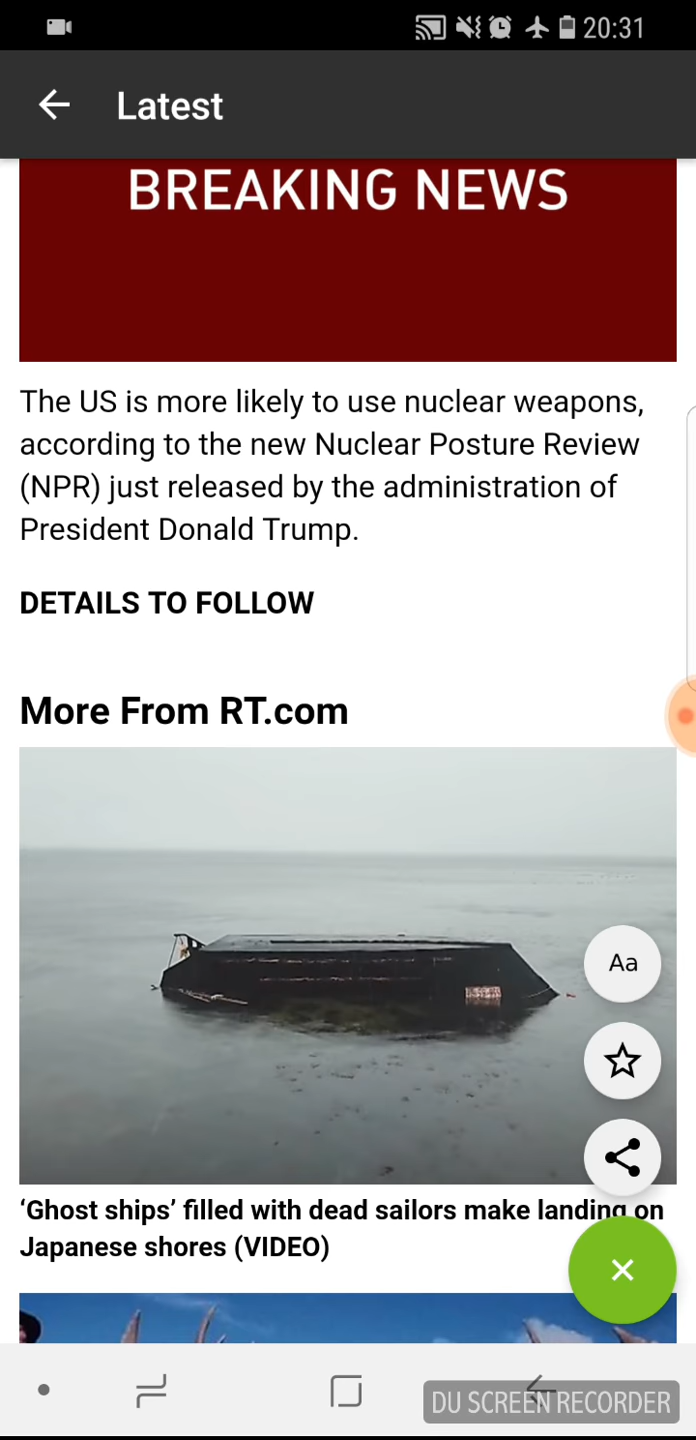 20:31
Latest
BREAKING NEWS
The US is more likely to use nuclear weapons,
according to the new Nuclear Posture Review
(NPR) just released by the administration of
President Donald Trump.
DETAILS TO FOLLOW
More From RT.com
Aa
‘Ghost ships’ filled with dead sailors make landing on
Japanese shores (VIDEO)
DU SCREEN RECORDER